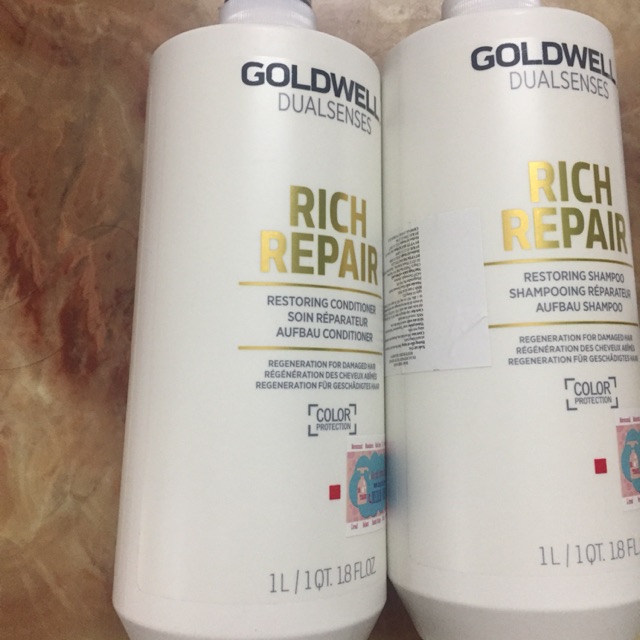 GOLDWELL
DUALSENSES
RICH
REPAIR
RESTORING CONDITIONER
SOIN RÉPARATEUR
AUFBAU CONDITIONER
REGENERATION FOR DAMAGED HAIR
RÉGÉNÉRATION DES CHEVEUX ABÎMÉS
REGENERATION FÜR GESCHÄDIGTES HAAR
COLOR
PROTECTION
1 L / 1 QT. 1.8 FL.OZ.
GOLDWELL
DUALSENSES
RICH
REPAIR
RESTORING SHAMPOO
SHAMPOOING RÉPARATEUR
AUFBAU SHAMPOO
REGENERATION FOR DAMAGED HAIR
RÉGÉNÉRATION DES CHEVEUX ABÎMÉS
REGENERATION FÜR GESCHÄDIGTES HAAR
COLOR
PROTECTION
1 L / 1 QT. 1.8 FL.OZ